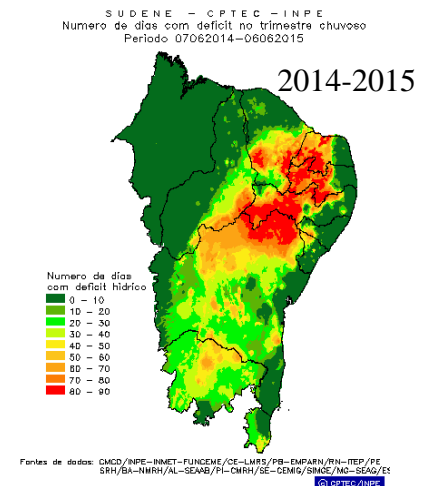 SUDENE - CPTEC - INPE
Numero de dias com deficit no trimestre chuvoso
Periodo 07062014-06062015
2014-2015
Numero de dias
com deficit hidrico
0 - 10
10 - 20
20 - 30
30 - 40
40 - 50
50 - 60
60 - 70
70 - 80
80 - 90
Fontes de dados: CMCD/INPE-INMET-FUNCEME/CE-LMRS/PB-EMPARN/RN-ITEP/PE
SRH/BA-NMRH/AL-SEAAB/PI-CMRH/SE-CEMIG/SIMGE/MG-SEAG/ES
© CPTEC/INPE